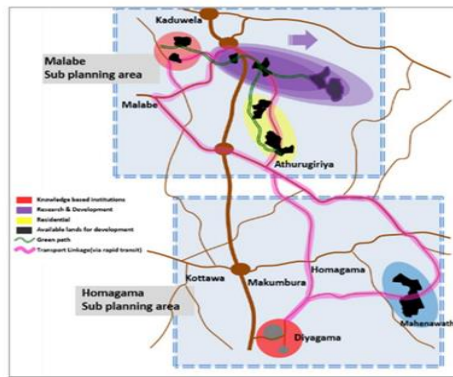 Kaduwela
Malabe
Sub planning area
Malabe
Athurugiriya
Knowledge based institutions
Research & Development
Residential
Available lands for development
Green path
Transport Linkage(via rapid transit)
Kottawa
Makumbura
Homagama
Homagama
Sub planning area
Mahenawath
Diyagama